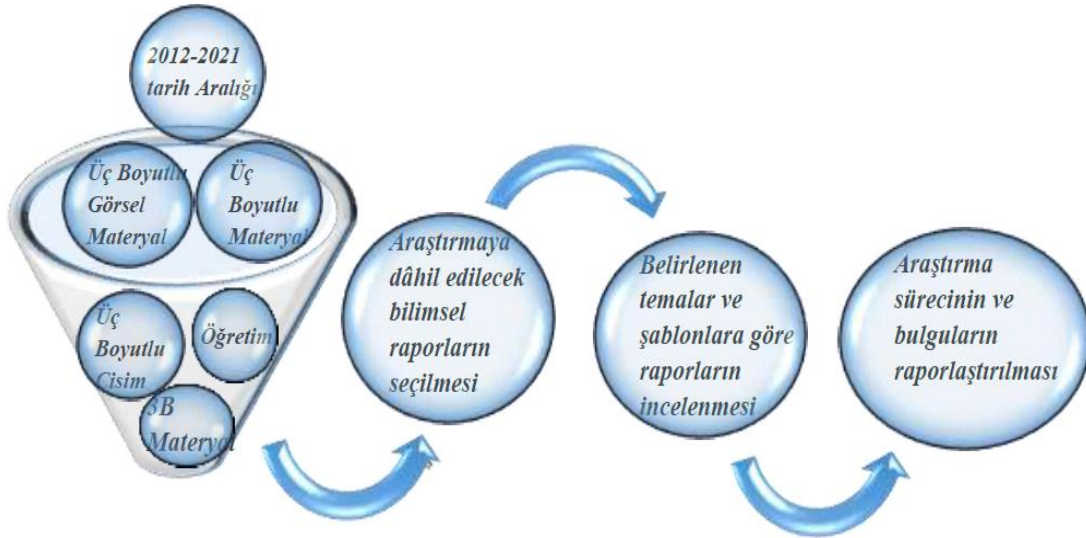 2012-2021
tarih Aralığı
Üç Boyutlu
Görsel
Materyal
Üç
Boyutlu
Materyal
Üç
Boyutlu
Cisim
Öğretim
3B
Materyal
Araştırmaya
dâhil edilecek
bilimsel
raporların
seçilmesi
Belirlenen
temalar ve
şablonlara göre
raporların
incelenmesi
Araştırma
sürecinin ve
bulguların
raporlaştırılması